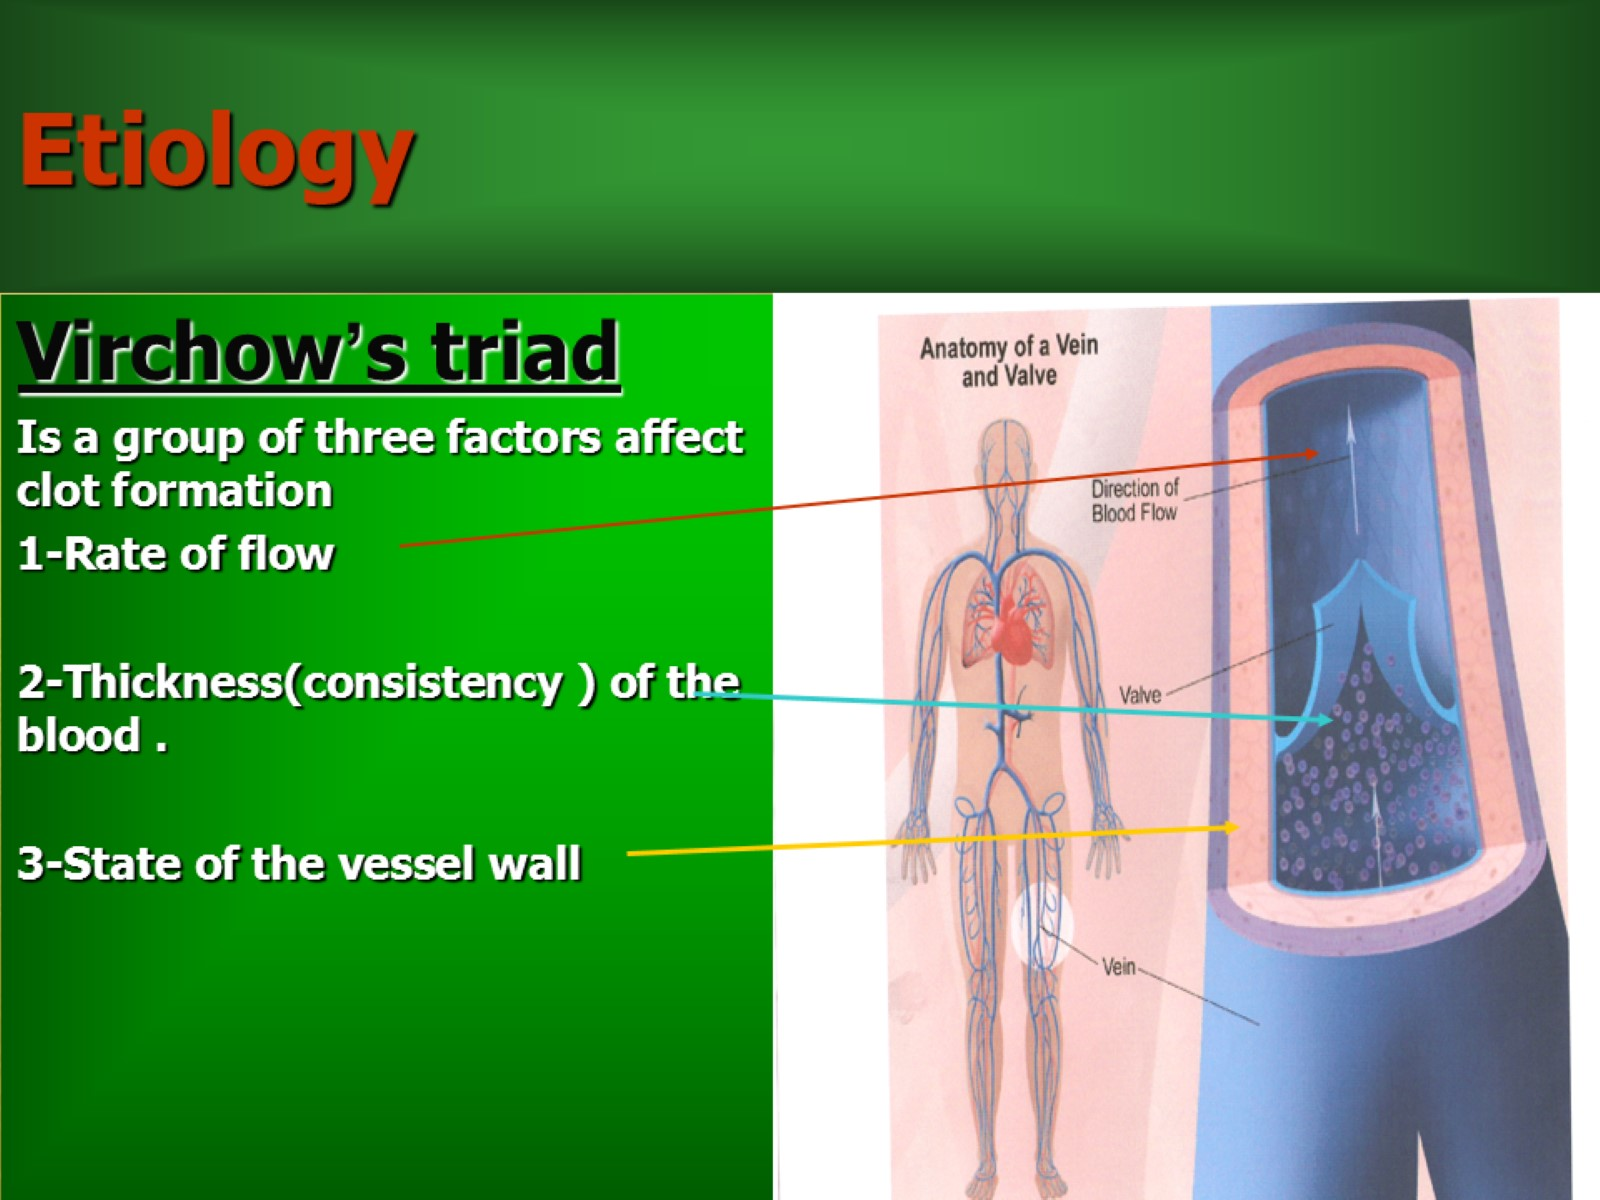 Etiology
Virchow’s triad
Is a group of three factors affect
clot formation
1-Rate of flow
2-Thickness(consistency ) of the
blood .
3-State of the vessel wall
Anatomy of a Vein
and Valve
Direction of
Blood Flow
Valve
Vein